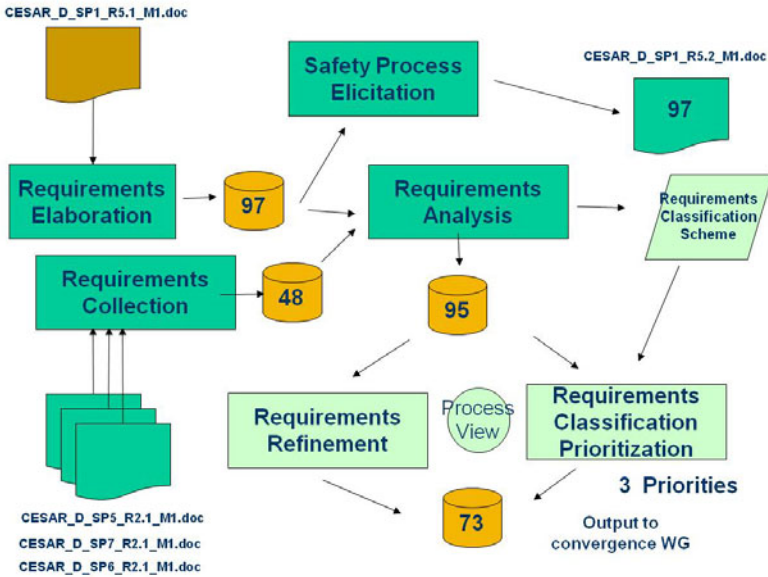 CESAR_D_SP1_R5.1_M1.doc
Safety Process
Elicitation
CESAR_D_SP1_R5.2_M1.doc
97
Requirements
Elaboration
97
Requirements
Analysis
Requirements
Classification
Scheme
Requirements
Collection
48
95
Requirements
Refinement
Process
View
Requirements
Classification
Prioritization
3 Priorities
73
Output to
convergence WG
CESAR_D_SP5_R2.1_M1.doc
CESAR_D_SP7_R2.1_M1.doc
CESAR_D_SP6_R2.1_M1.doc